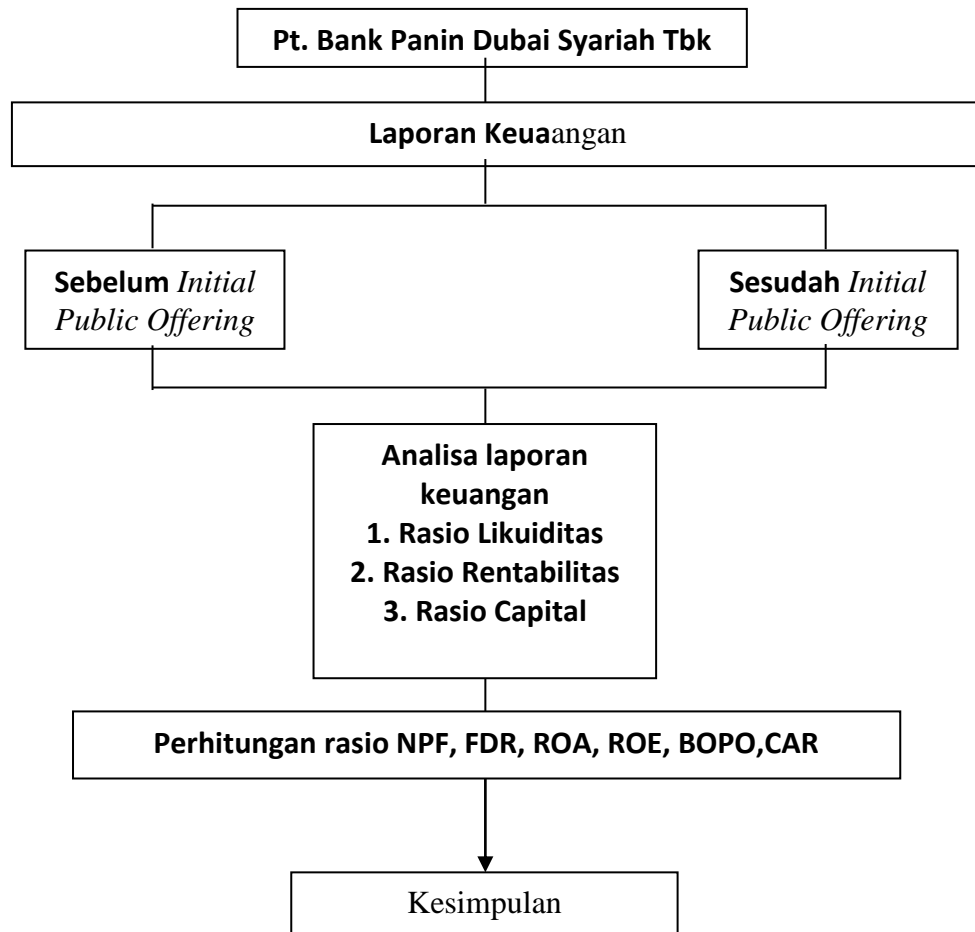 Pt. Bank Panin Dubai Syariah Tbk
Laporan Keuaangan
Sebelum Initial
Public Offering
Sesudah Initial
Public Offering
Analisa laporan
keuangan
1. Rasio Likuiditas
2. Rasio Rentabilitas
3. Rasio Capital
Perhitungan rasio NPF, FDR, ROA, ROE, BOPO,CAR
Kesimpulan